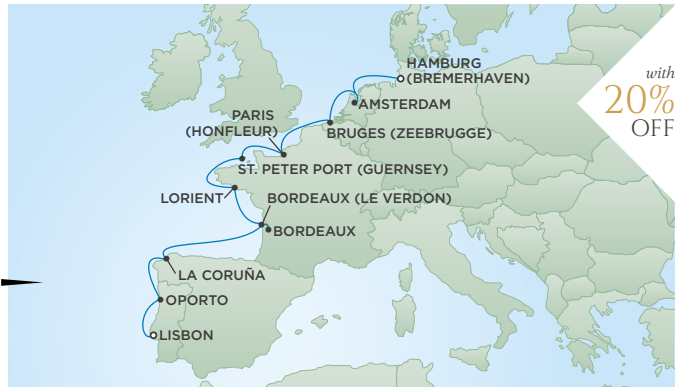 HAMBURG
(BREMERHAVEN)
with
20%
OFF
AMSTERDAM
PARIS
(HONFLEUR)
BRUGES (ZEEBRUGGE)
ST. PETER PORT (GUERNSEY)
LORIENT
BORDEAUX (LE VERDON)
BORDEAUX
LA CORUÑA
OPORTO
LISBON